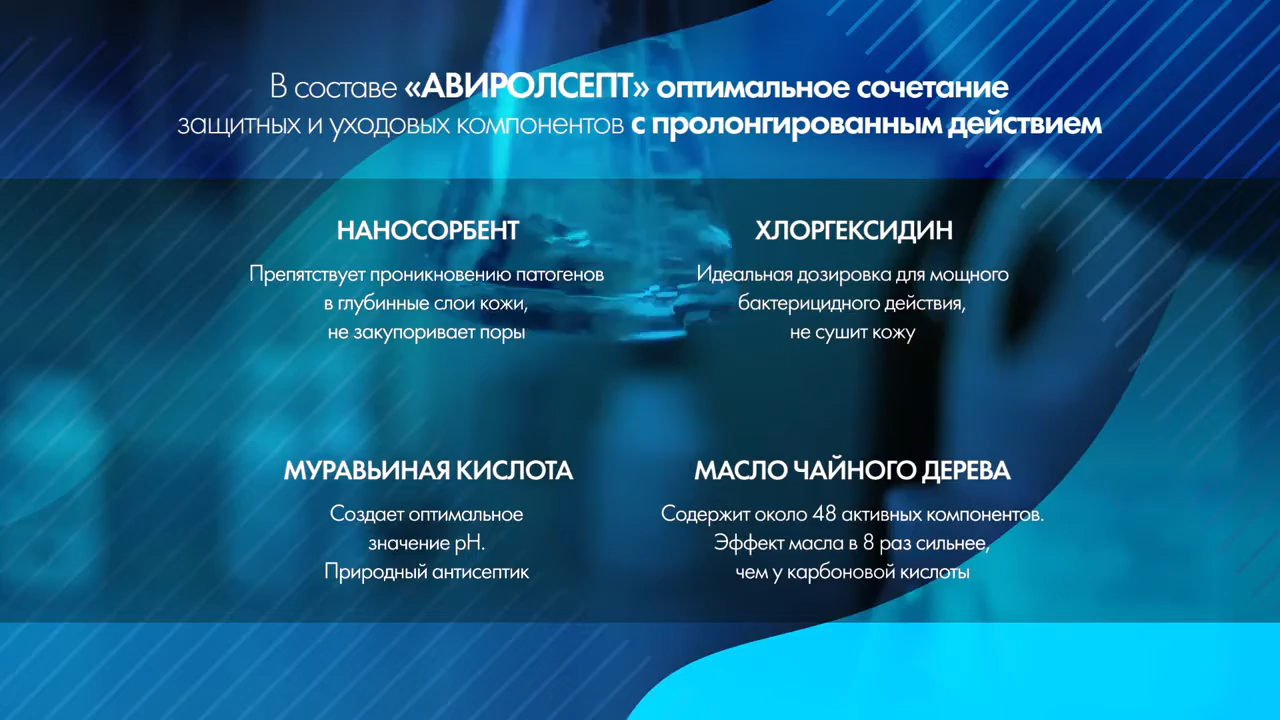 В составе «АВИРОЛСЕПТ» оптимальное сочетание
защитных и уходовых компонентов с пролонгированным действием
НАНОСОРБЕНТ
Препятствует проникновению патогенов
в глубинные слои кожи,
не закупоривает поры
ХЛОРГЕКСИДИН
Идеальная дозировка для мощного
бактерицидного действия,
не сушит кожу
МУРАВЬИНАЯ КИСЛОТА
Создает оптимальное
значение pH.
Природный антисептик
МАСЛО ЧАЙНОГО ДЕРЕВА
Содержит около 48 активных компонентов.
Эффект масла в 8 раз сильнее,
чем у карбоновой кислоты